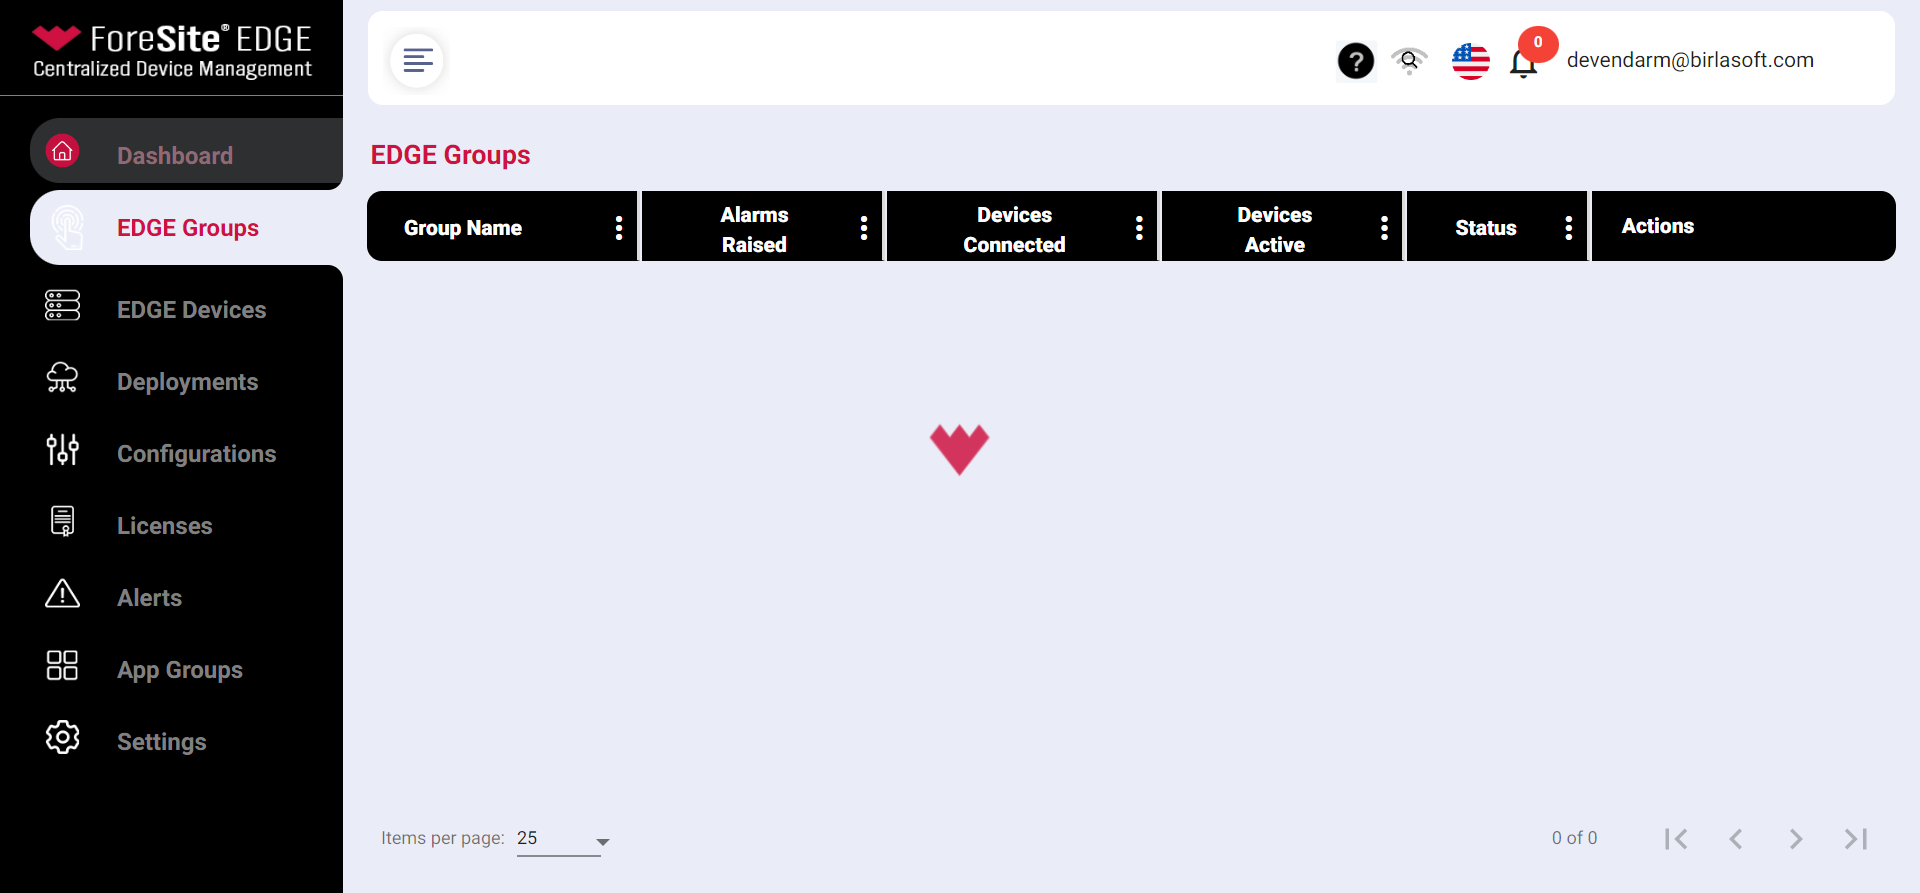 ForeSite® EDGE
Centralized Device Management
Dashboard
EDGE Groups
EDGE Devices
Deployments
Configurations
Licenses
Alerts
App Groups
Settings
?
0
devendarm@birlasoft.com
EDGE Groups
Group Name
Alarms
Raised
Devices
Connected
Devices
Active
Status
Actions
Items per page: 25
0 of 0